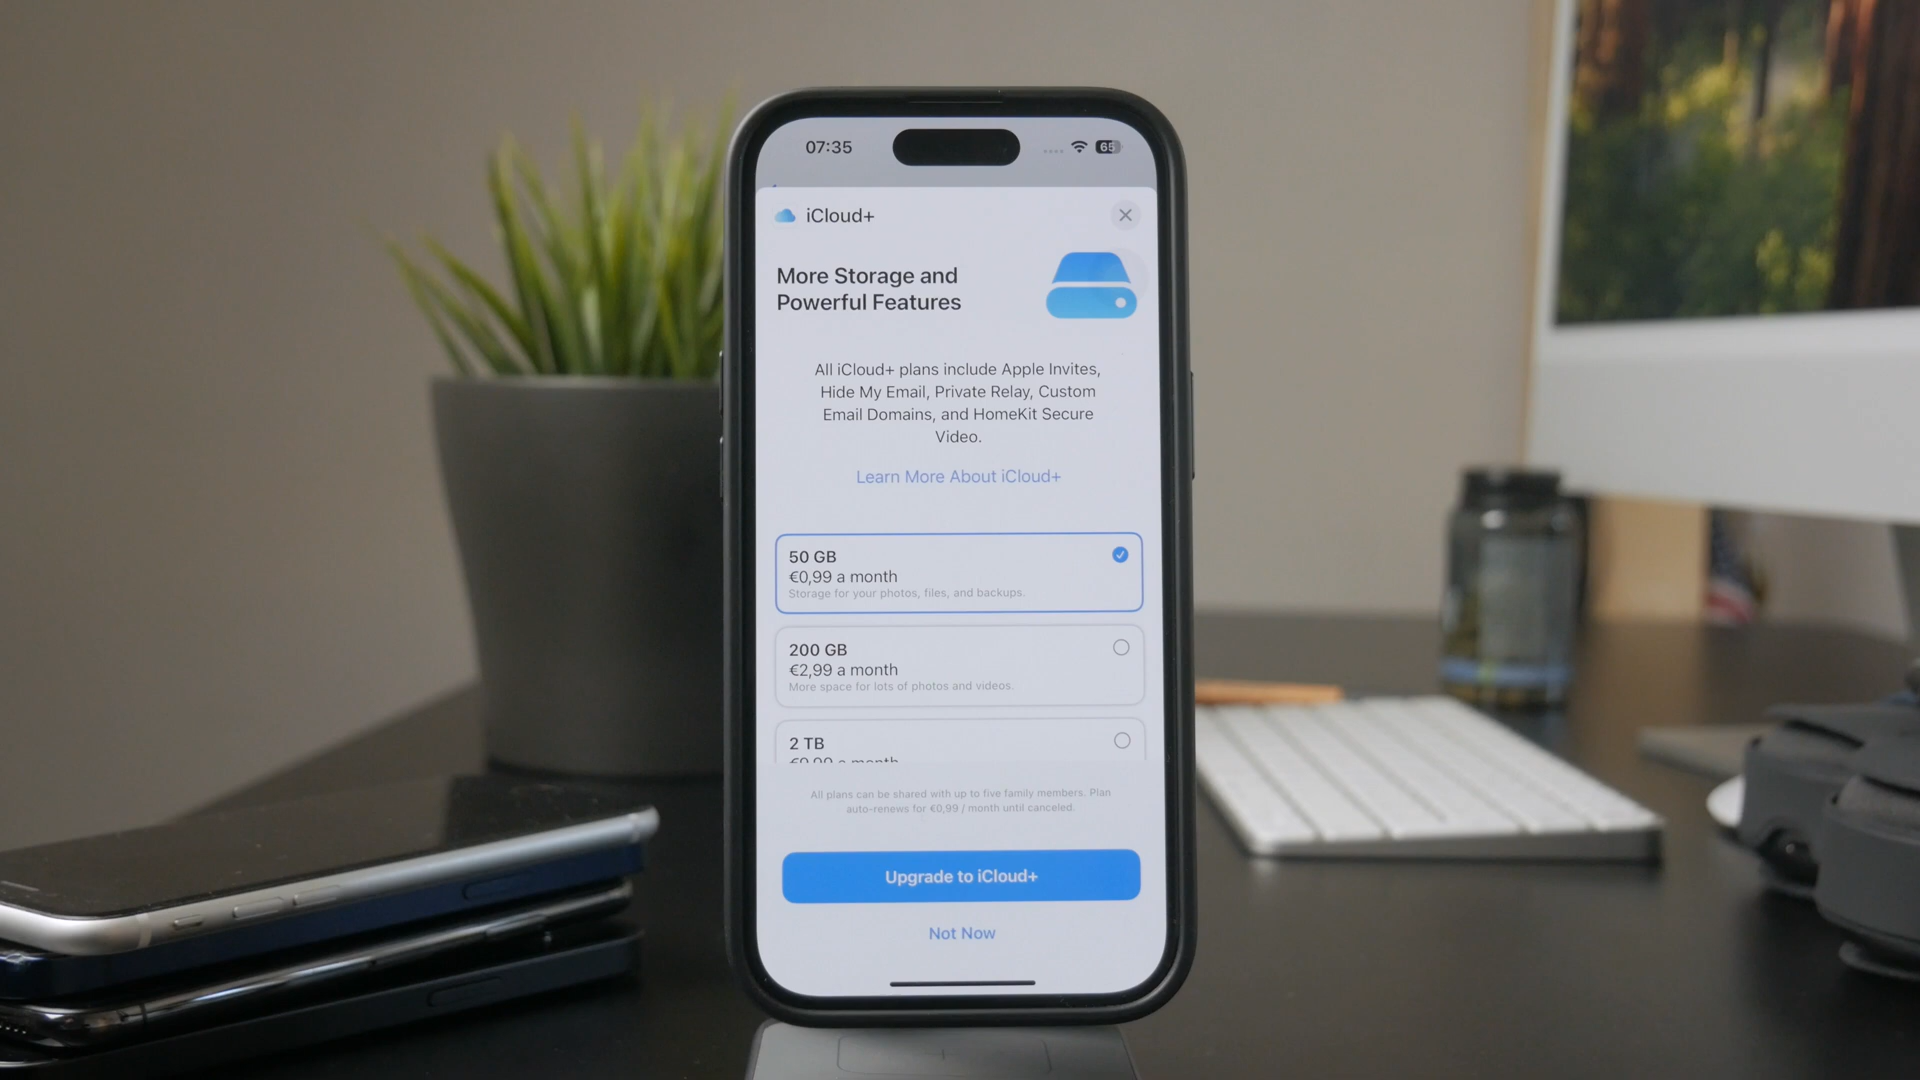 07:35
65
iCloud+
More Storage and
Powerful Features
All iCloud+ plans include Apple Invites,
Hide My Email, Private Relay, Custom
Email Domains, and HomeKit Secure
Video.
Learn More About iCloud+
50 GB
€0,99 a month
Storage for your photos, files, and backups.
200 GB
€2,99 a month
More space for lots of photos and videos.
2 TB
a month
All plans can be shared with up to five family members. Plan
auto-renews for €0,99 / month until canceled.
Upgrade to iCloud+
Not Now